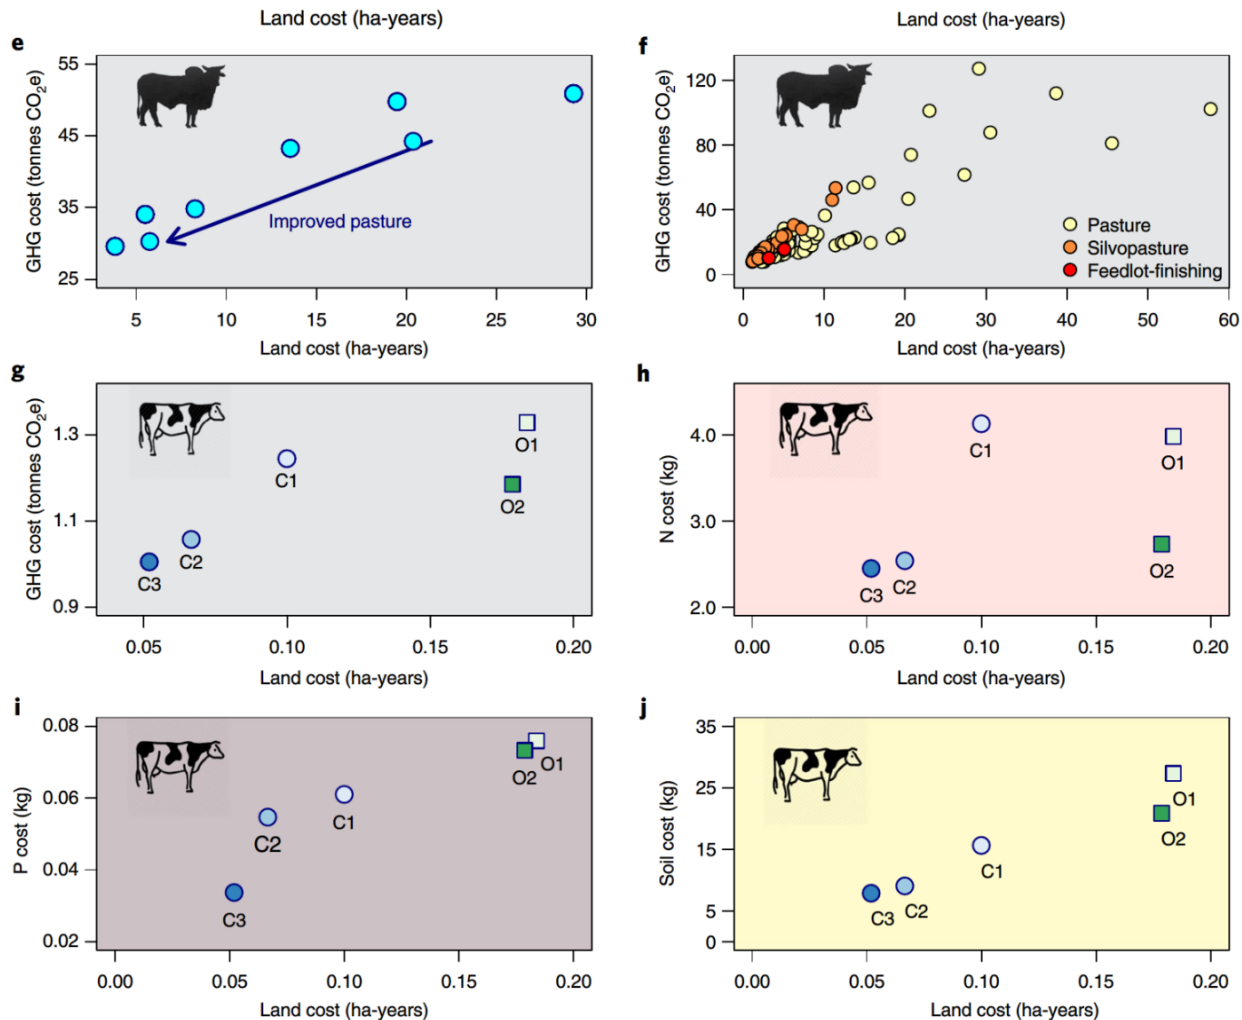 Land cost (ha-years)
Land cost (ha-years)
e
GHG cost (tonnes CO₂e)
55
45
35
25
Improved pasture
5
10
15
20
25
30
Land cost (ha-years)
f
GHG cost (tonnes CO₂e)
120
80
40
0
Pasture
Silvopasture
Feedlot-finishing
0
10
20
30
40
50
60
Land cost (ha-years)
g
GHG cost (tonnes CO₂e)
1.3
1.1
0.9
O1
C1
O2
C2
C3
0.05
0.10
0.15
0.20
Land cost (ha-years)
h
N cost (kg)
4.0
3.0
2.0
C1
O1
O2
C3
C2
0.00
0.05
0.10
0.15
0.20
Land cost (ha-years)
i
P cost (kg)
0.08
0.06
0.04
0.02
O2
O1
C1
C2
C3
0.00
0.05
0.10
0.15
0.20
Land cost (ha-years)
j
Soil cost (kg)
35
25
15
5
0
O1
O2
C1
C3
C2
0.00
0.05
0.10
0.15
0.20
Land cost (ha-years)